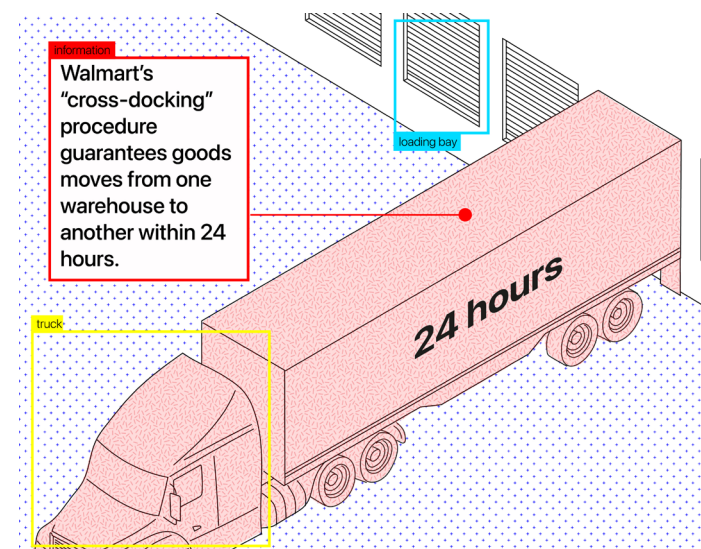 information
Walmart's
“cross-docking”
procedure
guarantees goods
moves from one
warehouse to
another within 24
hours.
loading bay
24 hours
truck